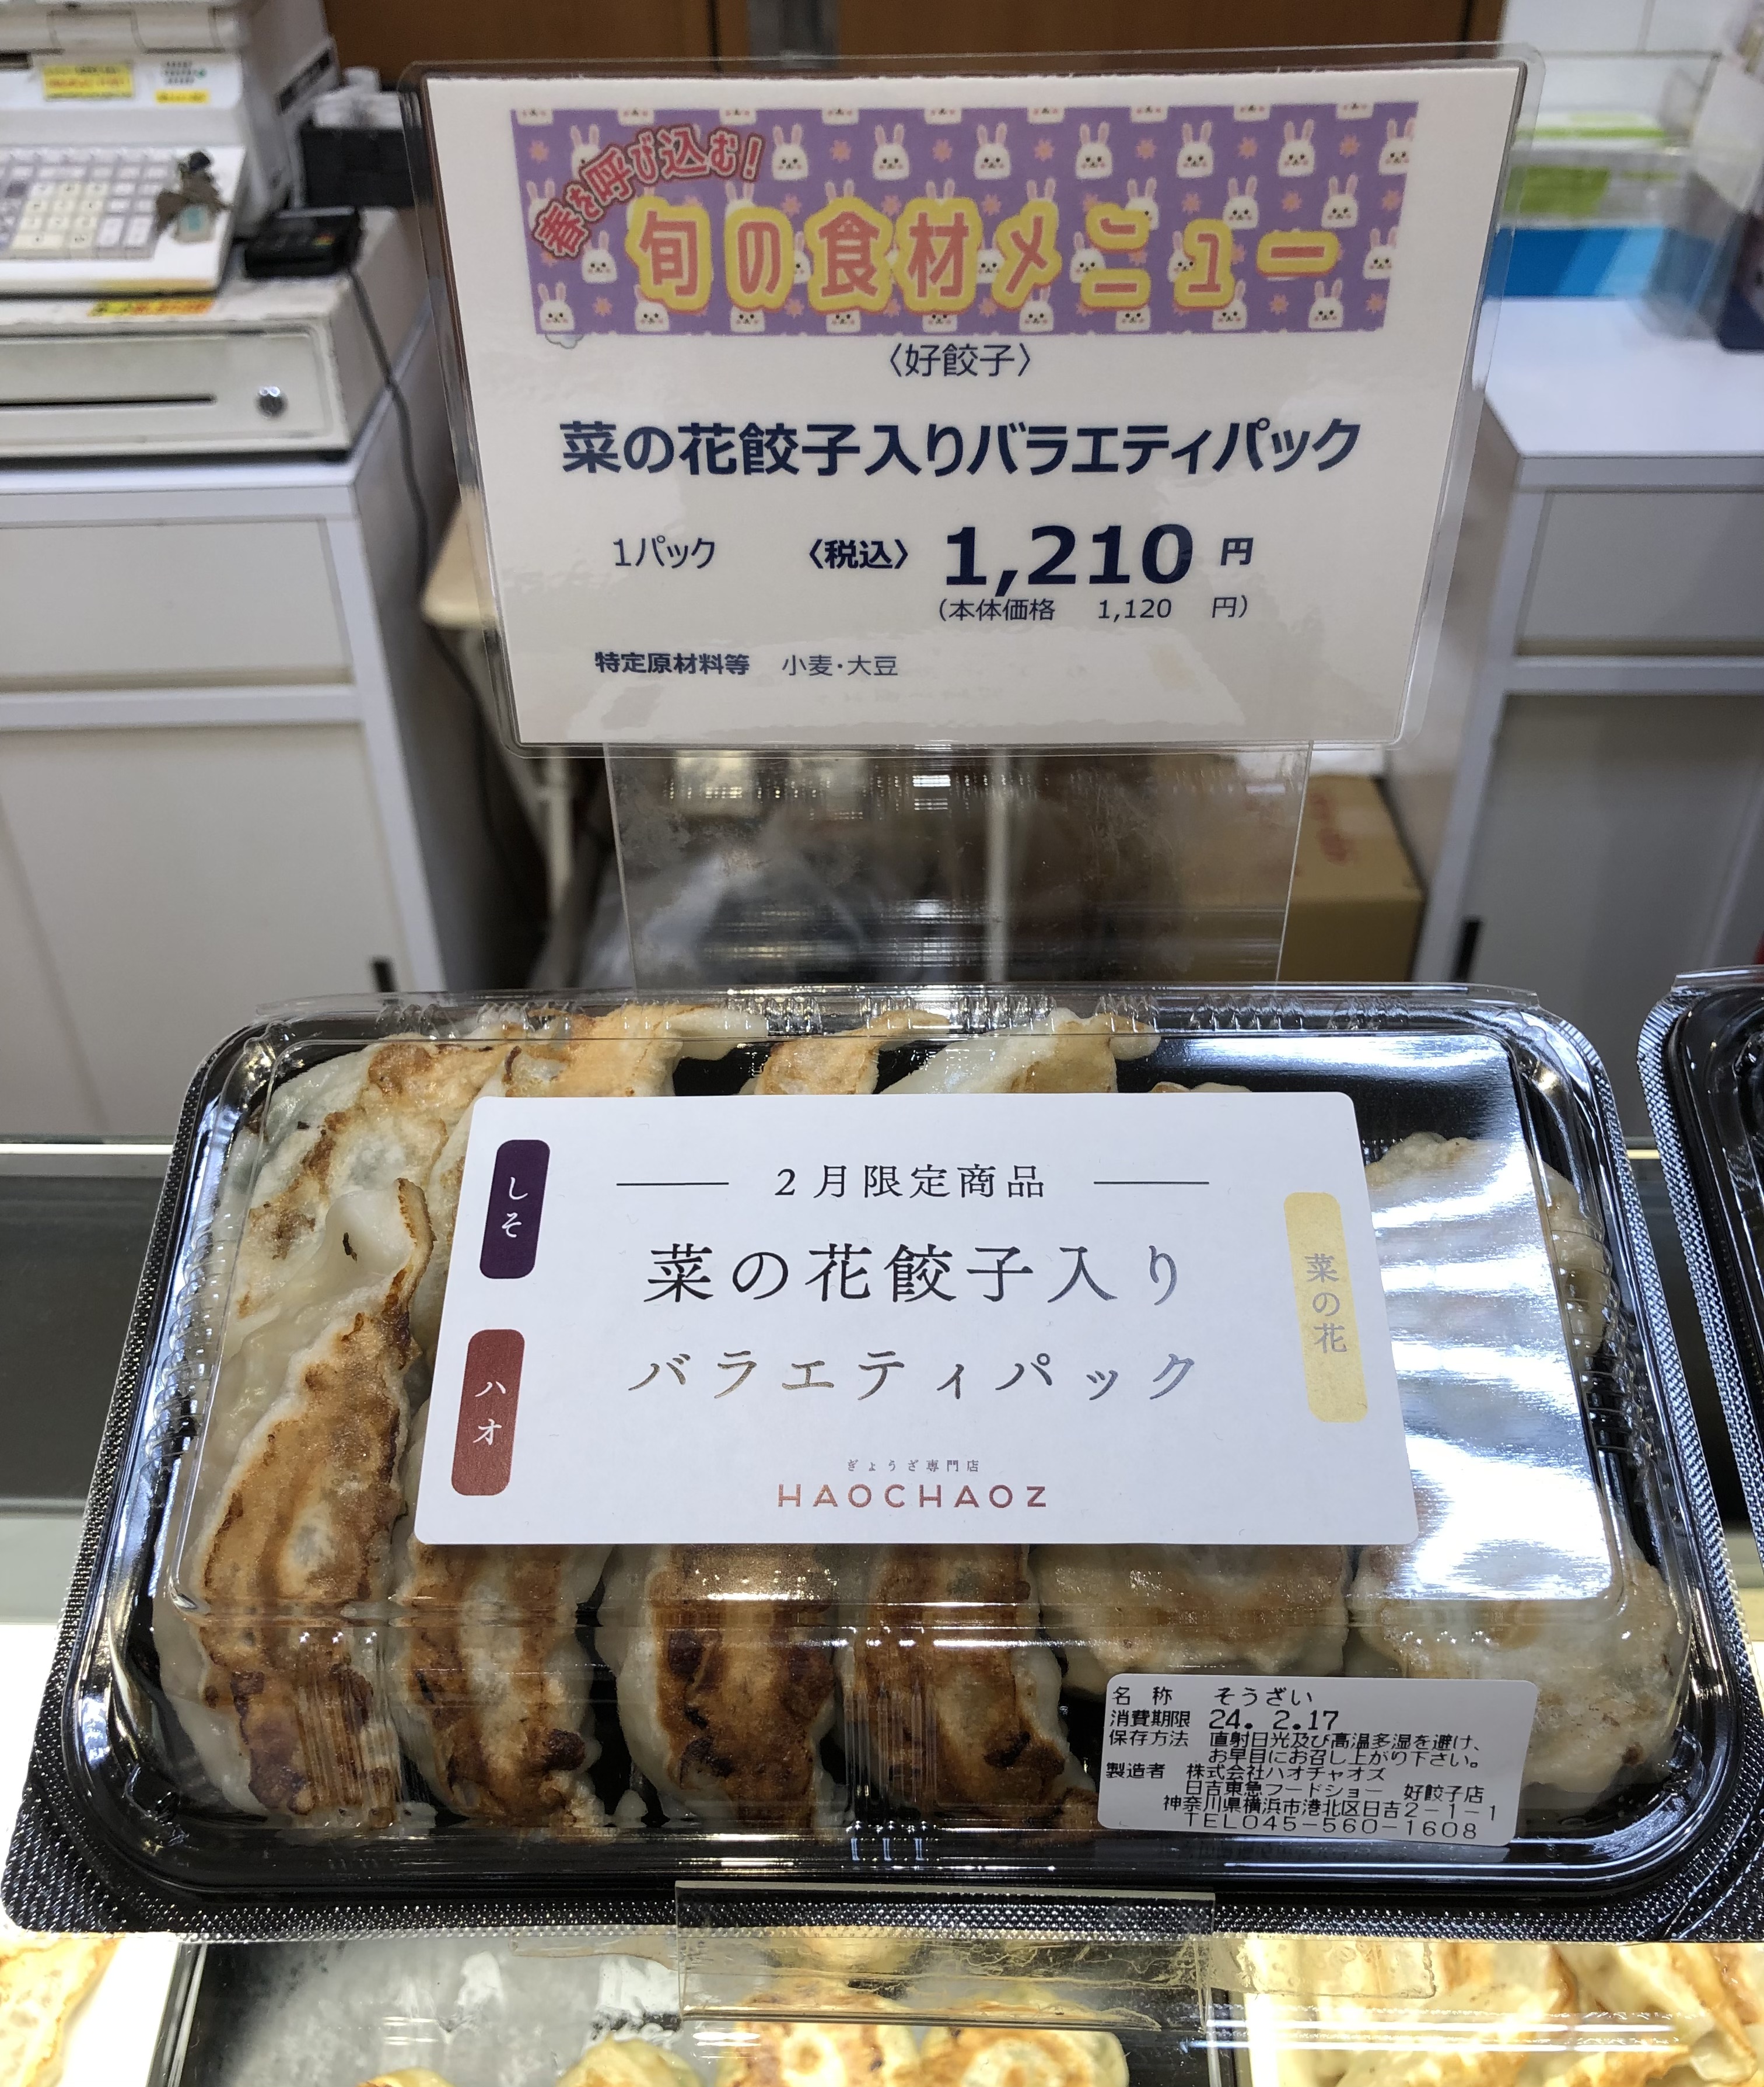 春を呼び込む!
旬の食材メニュー
〈好餃子〉
菜の花餃子入りバラエティパック
1パック 〈税込〉 1,210 円
(本体価格 1,120 円)
特定原材料等 小麦・大豆
2月限定商品
菜の花餃子入り
バラエティパック
しそ
ハオ
菜の花
ぎょうざ専門店
HAOCHAOZ
名 称 そうざい
消費期限 24. 2.17
保存方法 直射日光及び高温多湿を避け、
お早目にお召し上がり下さい。
製造者 株式会社ハオチャオズ
日吉東急フードショー 好餃子店
神奈川県横浜市港北区日吉2-1-1
TEL045-560-1608